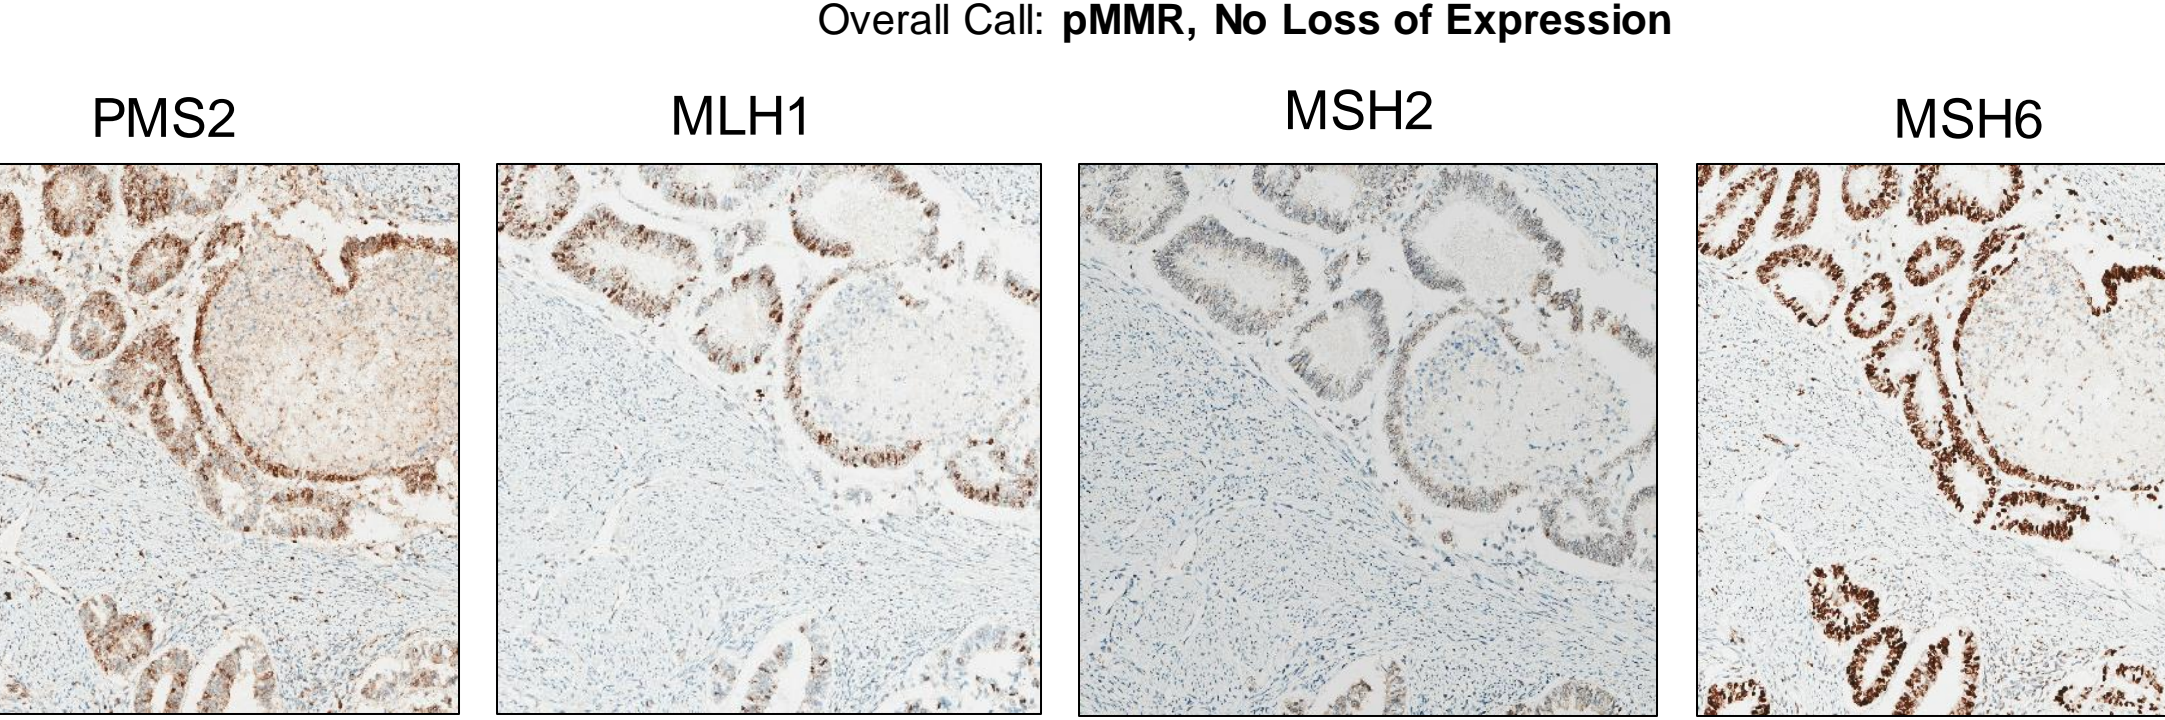 Overall Call: pMMR, No Loss of Expression
PMS2 MLH1 MSH2 MSH6